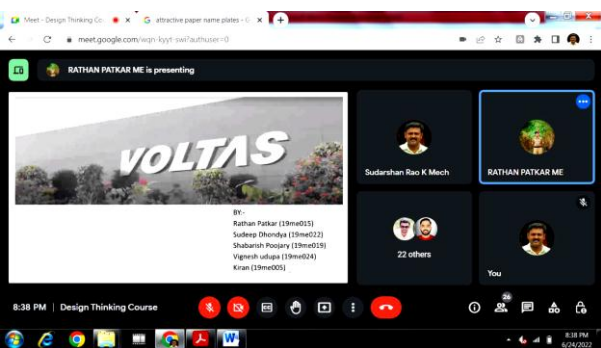 Meet - Design Thinking Co
attractive paper name plates - G
meet.google.com/wqn-kyyt-swi?authuser=0
RATHAN PATKAR ME is presenting
VOLTAS
BY:-
Rathan Patkar (19me015)
Sudeep Dhondya (19me022)
Shabarish Poojary (19me019)
Vignesh udupa (19me024)
Kiran (19me005)
Sudarshan Rao K Mech
RATHAN PATKAR ME
22 others
You
8:38 PM | Design Thinking Course
26
8:38 PM
6/24/2022